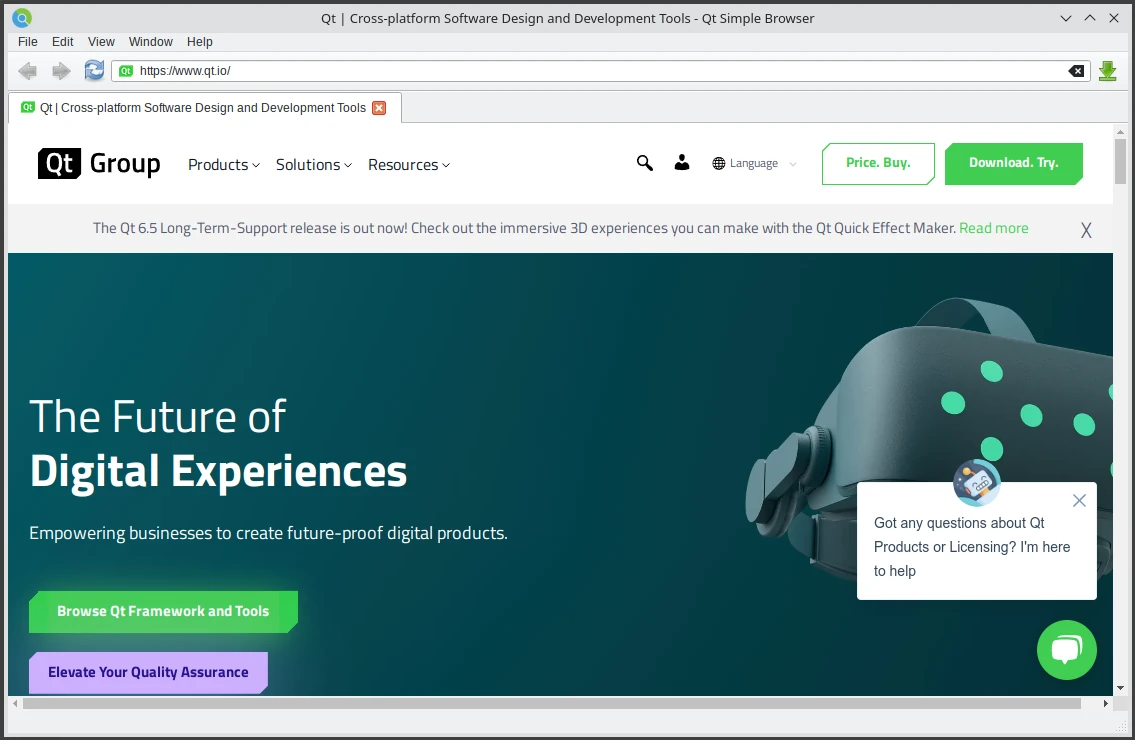 Qt | Cross-platform Software Design and Development Tools - Qt Simple Browser
File Edit View Window Help
Qt https://www.qt.io/
Qt Qt | Cross-platform Software Design and Development Tools
Qt Group Products Solutions Resources Language Price. Buy. Download. Try.
The Qt 6.5 Long-Term-Support release is out now! Check out the immersive 3D experiences you can make with the Qt Quick Effect Maker. Read more X
The Future of
Digital Experiences
Empowering businesses to create future-proof digital products.
Got any questions about Qt
Products or Licensing? I'm here
to help
Browse Qt Framework and Tools
Elevate Your Quality Assurance